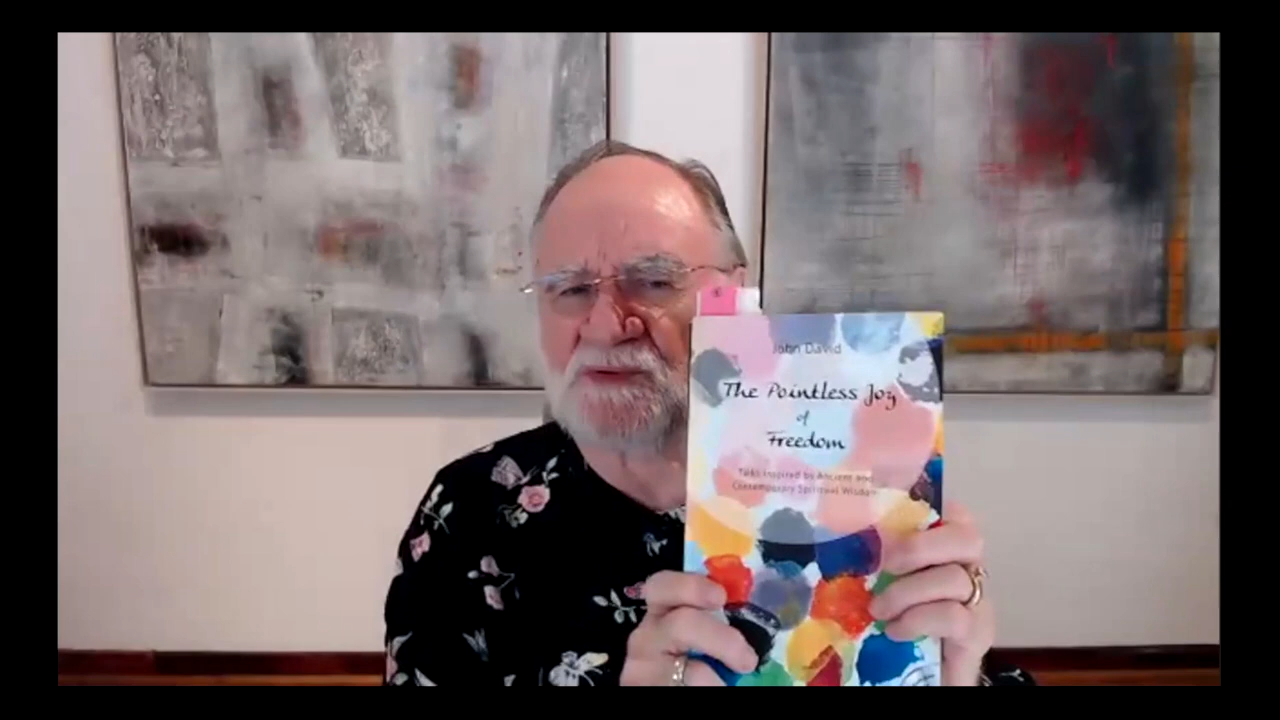 John David
The Pointless Joy
of
Freedom
Talks Inspired by Ancient and
Contemporary Spiritual Wisdom